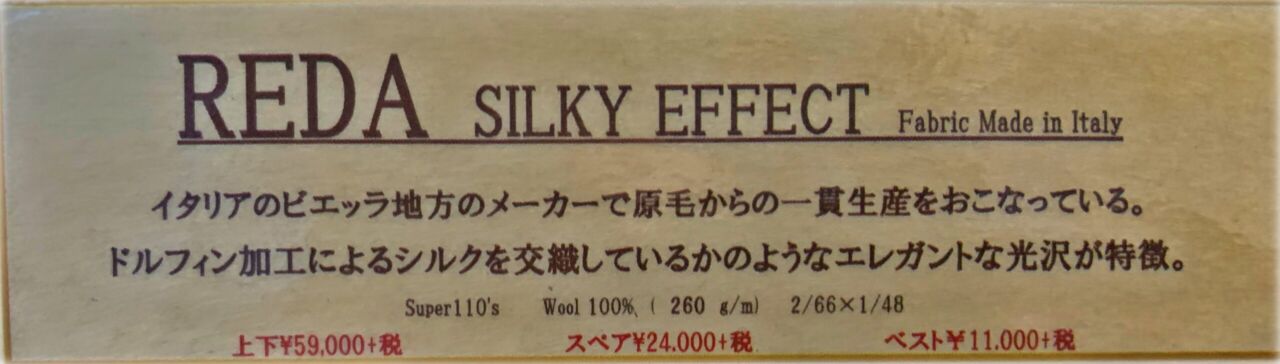 REDA SILKY EFFECT Fabric Made in Italy
イタリアのビエッラ地方のメーカーで原毛からの一貫生産をおこなっている。
ドルフィン加工によるシルクを交織しているかのようなエレガントな光沢が特徴。
Super110's Wool 100%、( 260 g/m) 2/66×1/48
上下¥59,000+税 スペア¥24,000+税 ベスト¥11,000+税